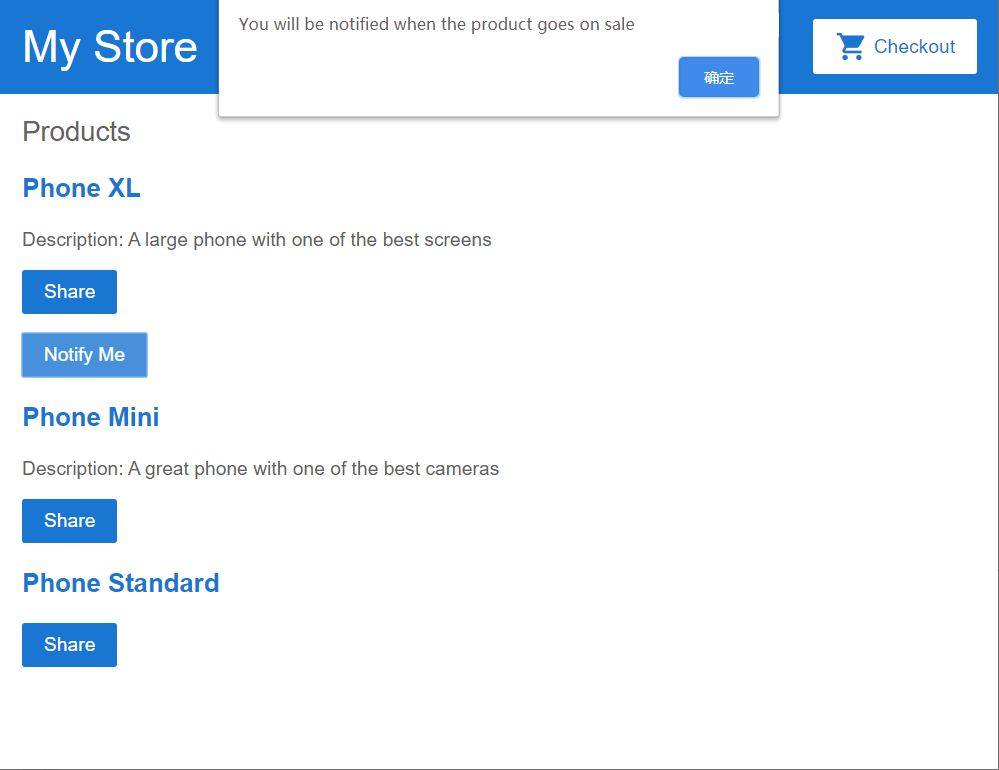 My Store
You will be notified when the product goes on sale
确定
Checkout
Products
Phone XL
Description: A large phone with one of the best screens
Share
Notify Me
Phone Mini
Description: A great phone with one of the best cameras
Share
Phone Standard
Share